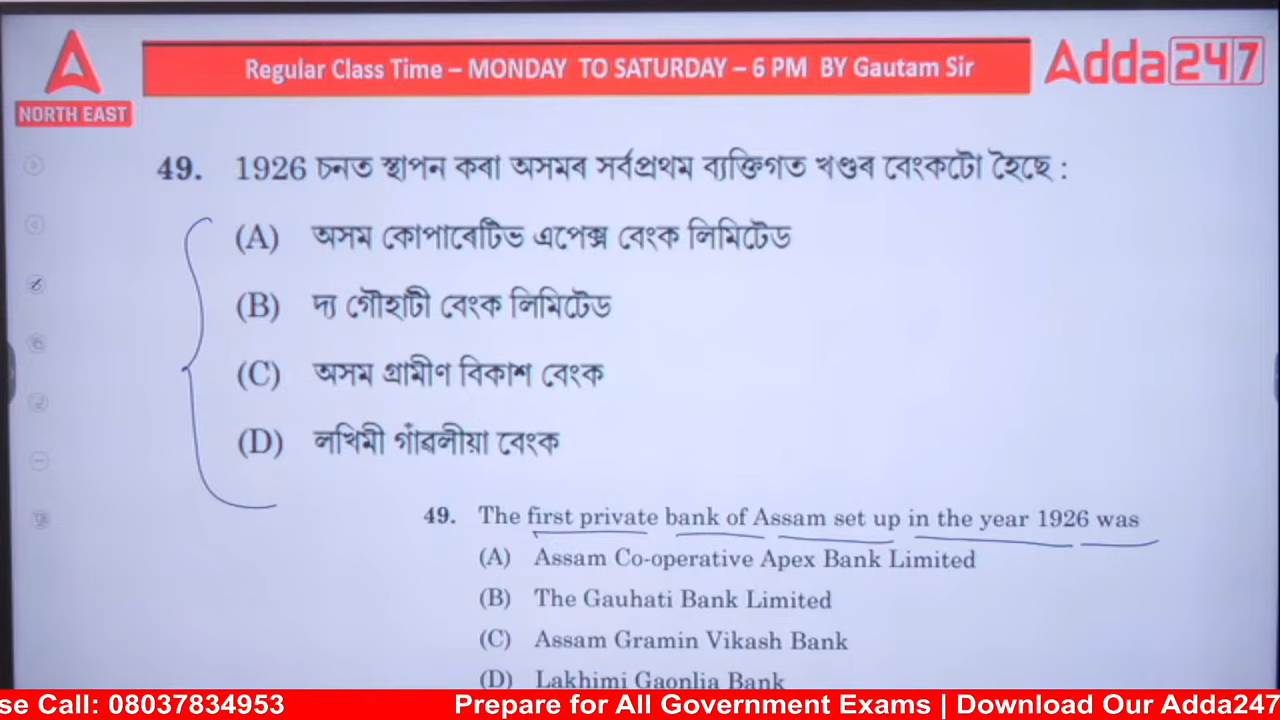 Regular Class Time – MONDAY TO SATURDAY – 6 PM BY Gautam Sir
Adda247
NORTH EAST
49. 1926 চনত স্থাপন কৰা অসমৰ সৰ্বপ্ৰথম ব্যক্তিগত খণ্ডৰ বেংকটো হৈছে :
(A) অসম কোপাৰেটিভ এপেক্স বেংক লিমিটেড
(B) দ্য গৌহাটী বেংক লিমিটেড
(C) অসম গ্ৰামীণ বিকাশ বেংক
(D) লখিমী গাঁৱলীয়া বেংক
49. The first private bank of Assam set up in the year 1926 was
(A) Assam Co-operative Apex Bank Limited
(B) The Gauhati Bank Limited
(C) Assam Gramin Vikash Bank
(D) Lakhimi Gaonlia Bank
se Call: 08037834953 Prepare for All Government Exams | Download Our Adda247